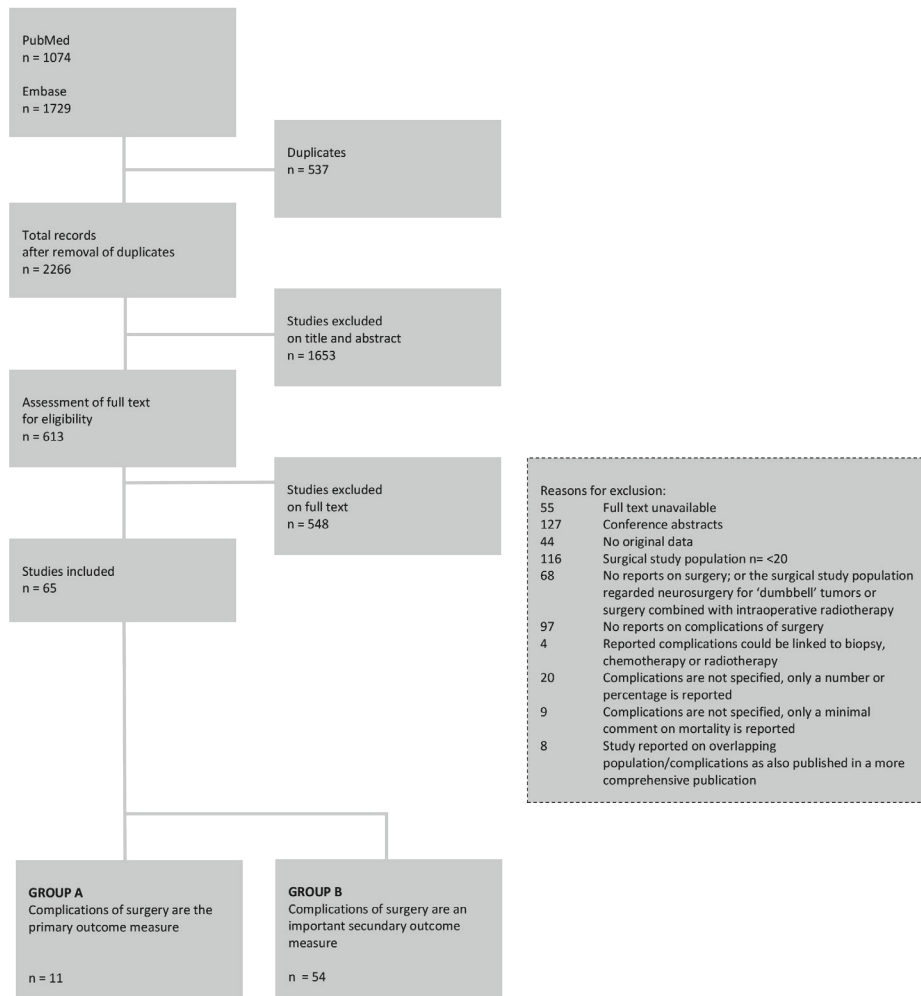 PubMed
n = 1074
Embase
n = 1729
Duplicates
n = 537
Total records
after removal of duplicates
n = 2266
Studies excluded
on title and abstract
n = 1653
Assessment of full text
for eligibility
n = 613
Studies excluded
on full text
n = 548
Reasons for exclusion:
55 Full text unavailable
127 Conference abstracts
44 No original data
116 Surgical study population n= <20
68 No reports on surgery; or the surgical study population
regarded neurosurgery for 'dumbbell' tumors or
surgery combined with intraoperative radiotherapy
97 No reports on complications of surgery
4 Reported complications could be linked to biopsy,
chemotherapy or radiotherapy
20 Complications are not specified, only a number or
percentage is reported
9 Complications are not specified, only a minimal
comment on mortality is reported
8 Study reported on overlapping
population/complications as also published in a more
comprehensive publication
Studies included
n = 65
GROUP A
Complications of surgery are the
primary outcome measure
n = 11
GROUP B
Complications of surgery are an
important secundary outcome
measure
n = 54